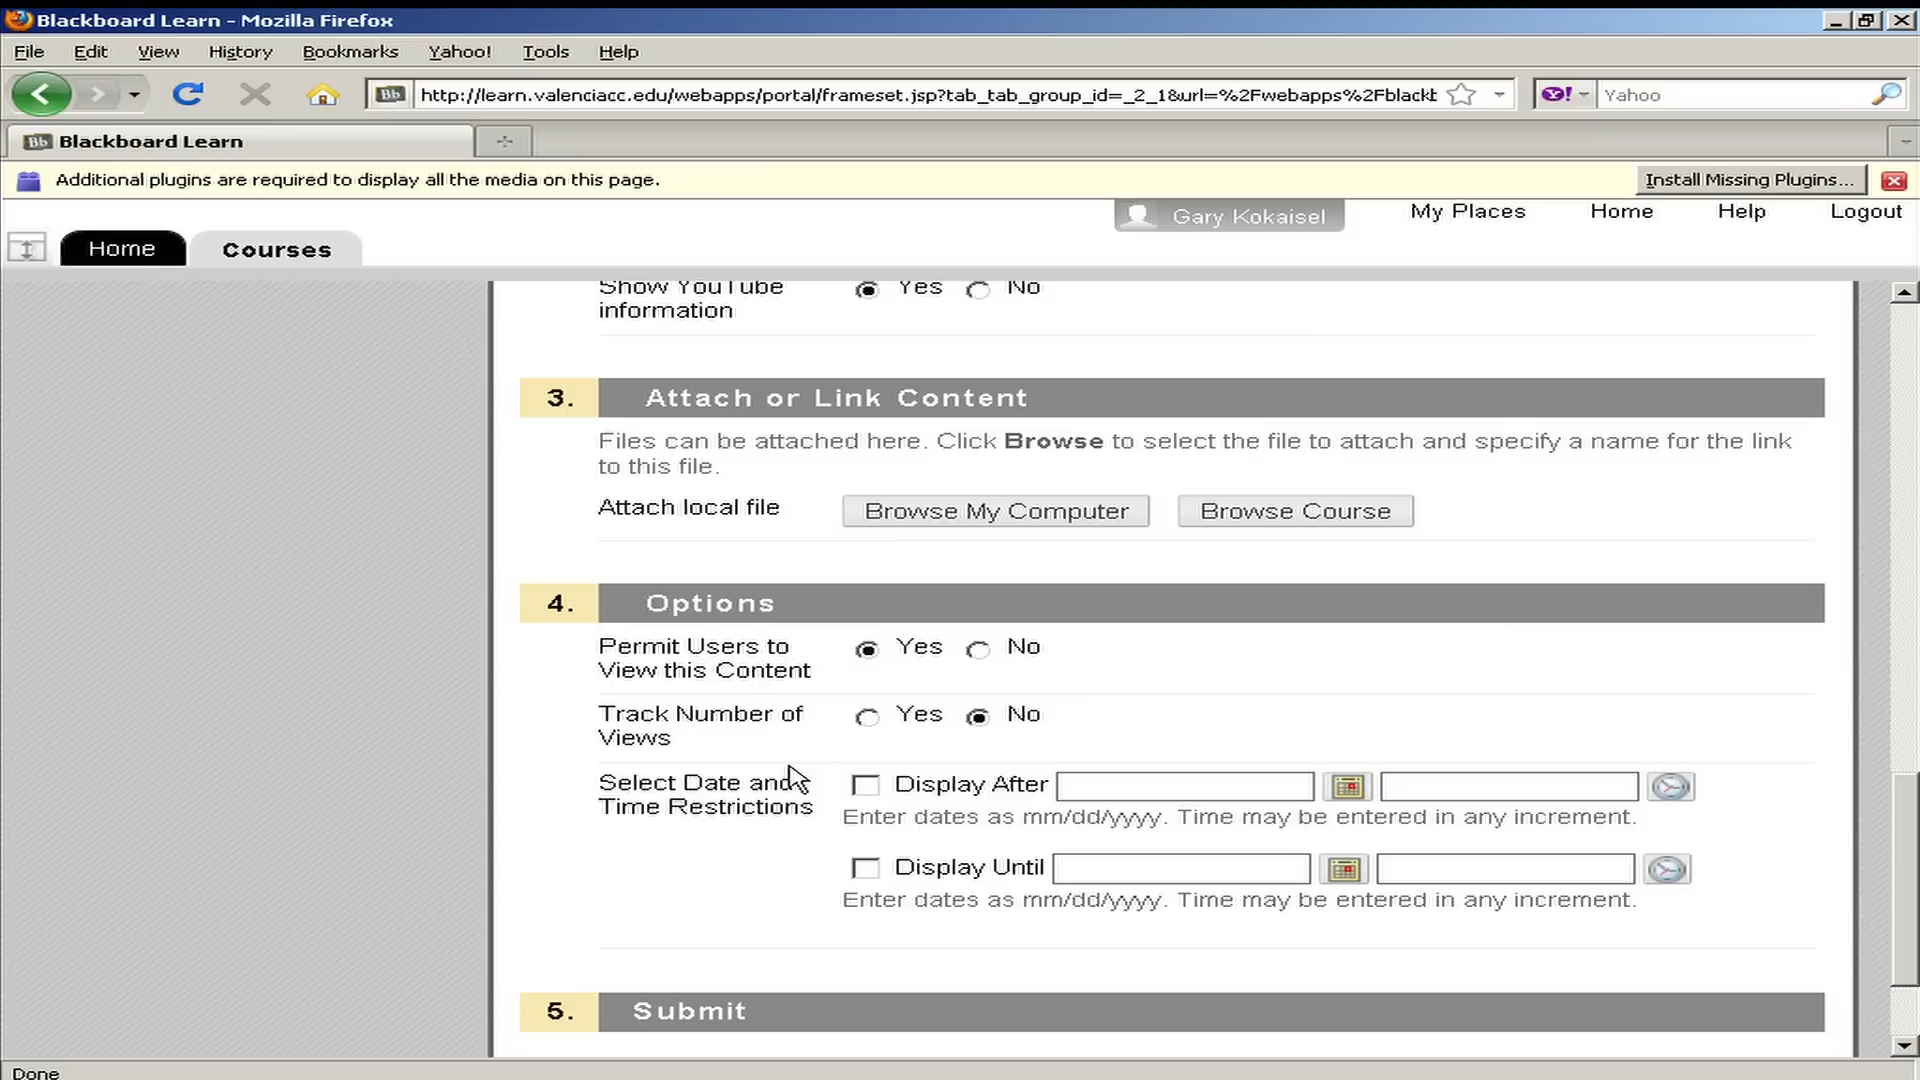 Blackboard Learn - Mozilla Firefox
File Edit View History Bookmarks Yahoo! Tools Help
Bb http://learn.valenciacc.edu/webapps/portal/frameset.jsp?tab_tab_group_id=_2_1&url=%2Fwebapps%2Fblackb Y! Yahoo
Bb Blackboard Learn
Additional plugins are required to display all the media on this page. Install Missing Plugins...
Gary Kokaisel My Places Home Help Logout
Home Courses
Show YouTube Yes No
information
3. Attach or Link Content
Files can be attached here. Click Browse to select the file to attach and specify a name for the link
to this file.
Attach local file Browse My Computer Browse Course
4. Options
Permit Users to Yes No
View this Content
Track Number of Yes No
Views
Select Date and Display After
Time Restrictions Enter dates as mm/dd/yyyy. Time may be entered in any increment.
Display Until
Enter dates as mm/dd/yyyy. Time may be entered in any increment.
5. Submit
Done